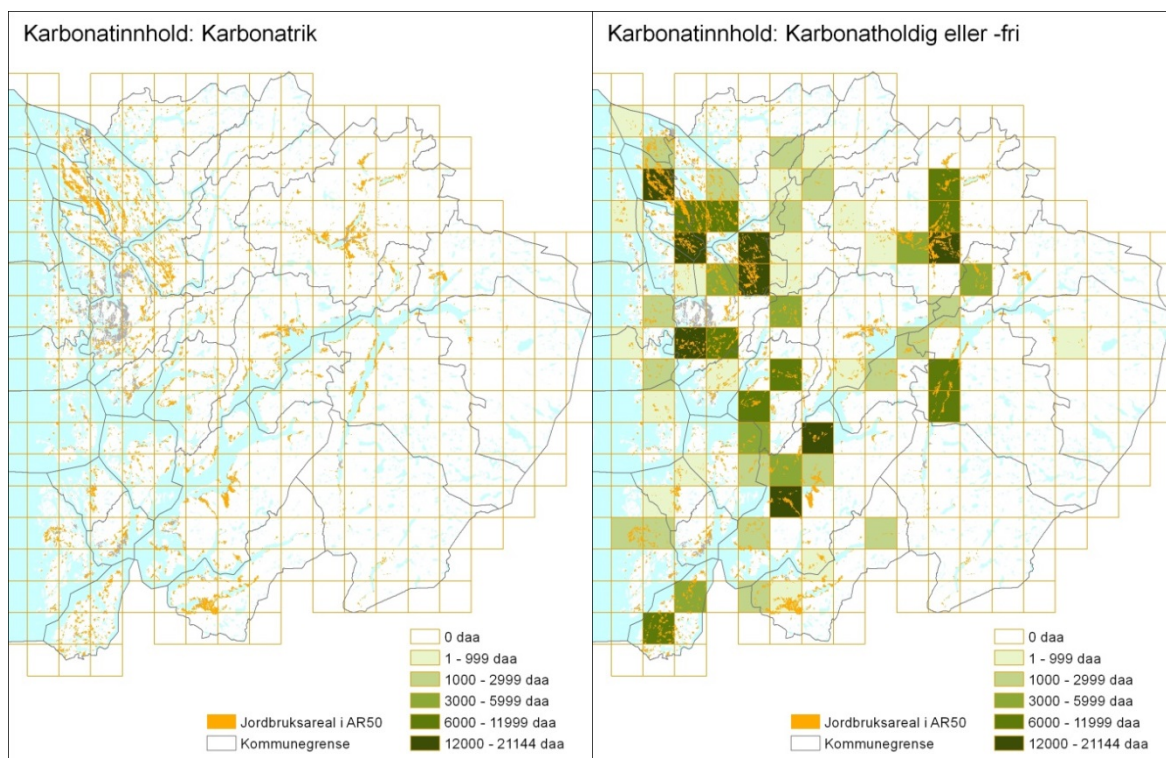 Karbonatinnhold: Karbonatrik
0 daa
1 - 999 daa
1000 - 2999 daa
3000 - 5999 daa
6000 - 11999 daa
12000 - 21144 daa
Jordbruksareal i AR50
Kommunegrense
Karbonatinnhold: Karbonatholdig eller -fri
0 daa
1 - 999 daa
1000 - 2999 daa
3000 - 5999 daa
6000 - 11999 daa
12000 - 21144 daa
Jordbruksareal i AR50
Kommunegrense